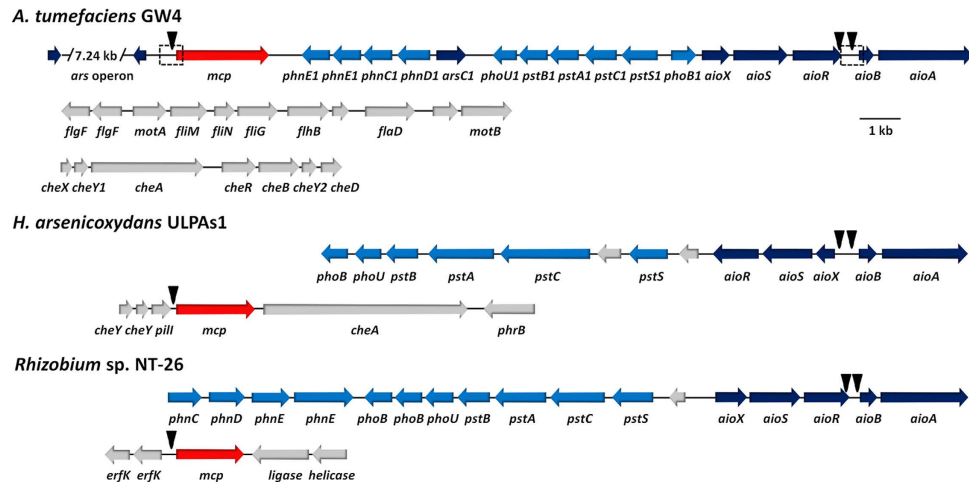 A. tumefaciens GW4
7.24 kb
ars operon mcp phnE1 phnE1 phnC1 phnD1 arsC1 phoU1 pstB1 pstA1 pstC1 pstS1 phoB1 aioX aioS aioR aioB aioA
1 kb
flgF flgF motA fliM fliN fliG flhB flaD motB
cheX cheY1 cheA cheR cheB cheY2 cheD
H. arsenicoxydans ULPAs1
phoB phoU pstB pstA pstC pstS aioR aioS aioX aioB aioA
cheY cheY pilI mcp cheA phrB
Rhizobium sp. NT-26
phnC phnD phnE phnE phoB phoB phoU pstB pstA pstC pstS aioX aioS aioR aioB aioA
erfK erfK mcp ligase helicase